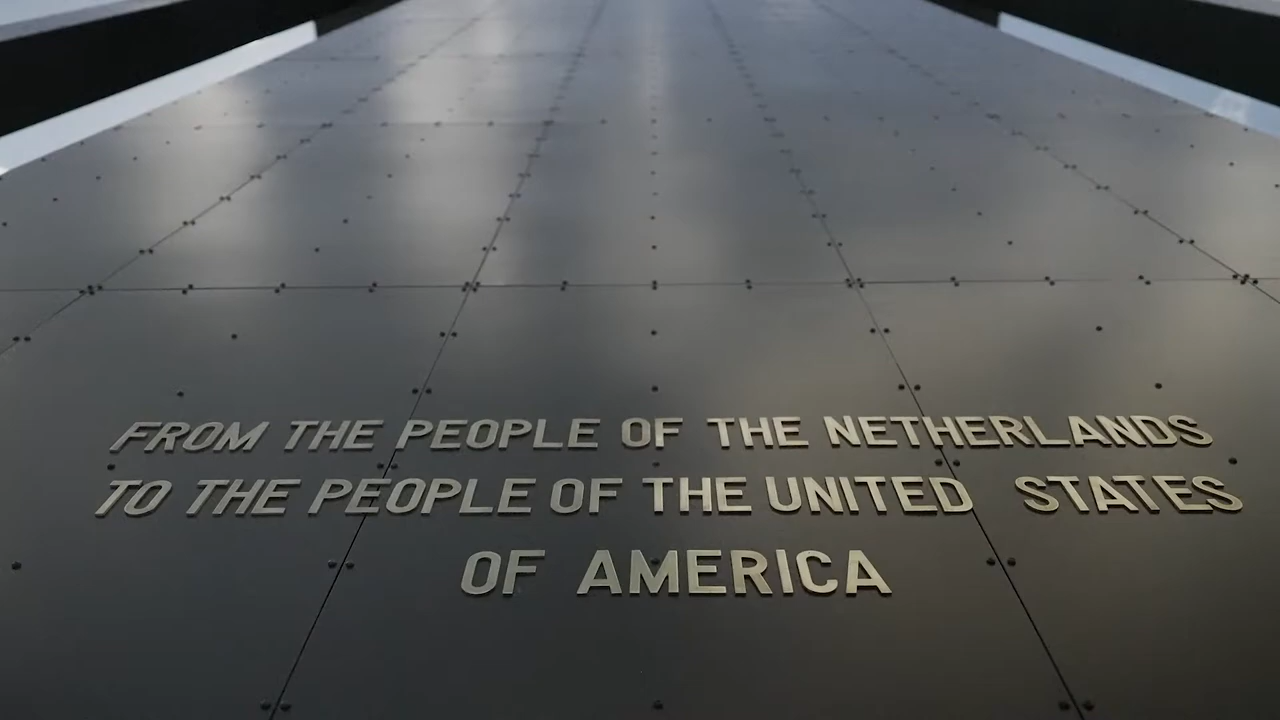 FROM THE PEOPLE OF THE NETHERLANDS
TO THE PEOPLE OF THE UNITED STATES
OF AMERICA